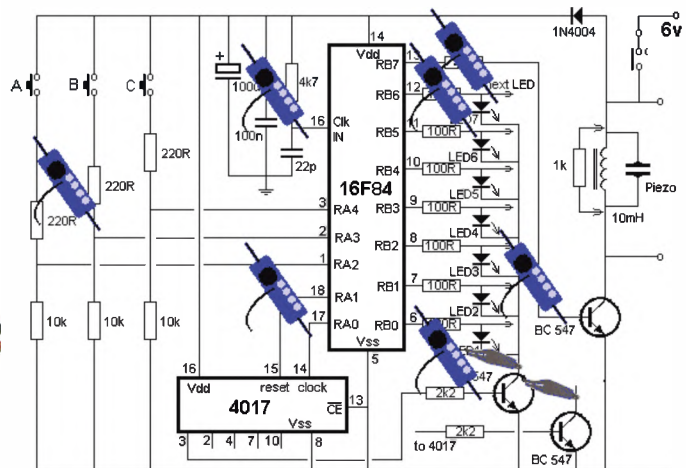 1N4004
6v
14
Vdd
A
B
C
+
100n
4k7
16
Clk
IN
22p
220R
220R
220R
16F84
13
RB7
12
RB6
next LED
11
RB5
100R
LED6
10
RB4
100R
LED5
9
RB3
100R
LED4
8
RB2
100R
LED3
7
RB1
100R
LED2
6
RB0
3
RA4
2
RA3
1
RA2
18
RA1
17
RA0
Vss
5
1k
Piezo
10mH
BC 547
10k
10k
10k
16
15
14
Vdd
reset
clock
4017
CE
13
Vss
3
2
4
7
10
8
2k2
2k2
to 4017
BC 547